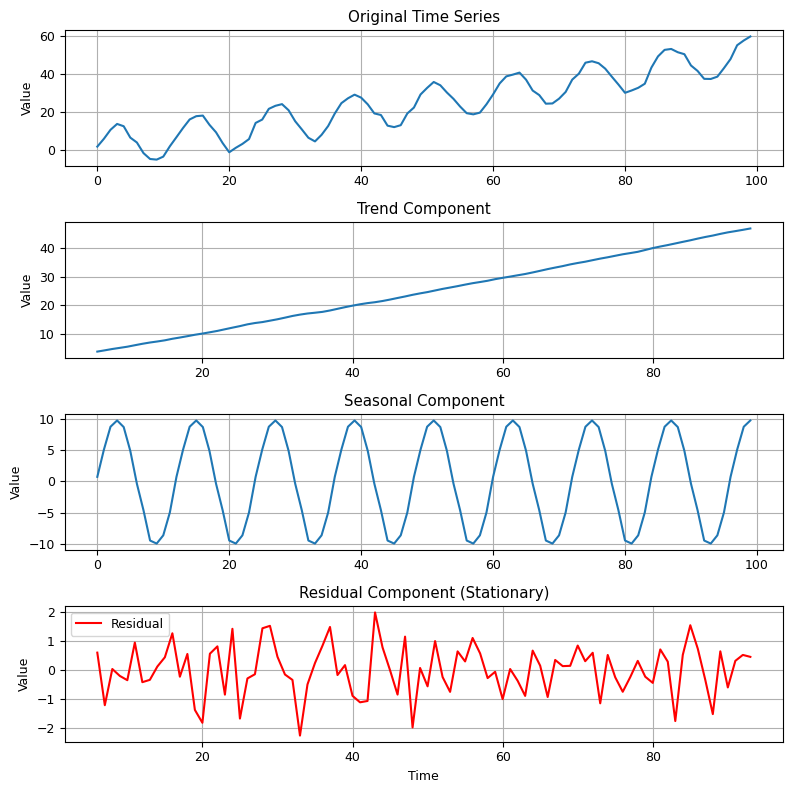 Original Time Series
Value
60
40
20
0
0 20 40 60 80 100
Trend Component
Value
40
30
20
10
20 40 60 80
Seasonal Component
Value
10
5
0
−5
−10
0 20 40 60 80 100
Residual Component (Stationary)
Residual
Value
2
1
0
−1
−2
20 40 60 80
Time